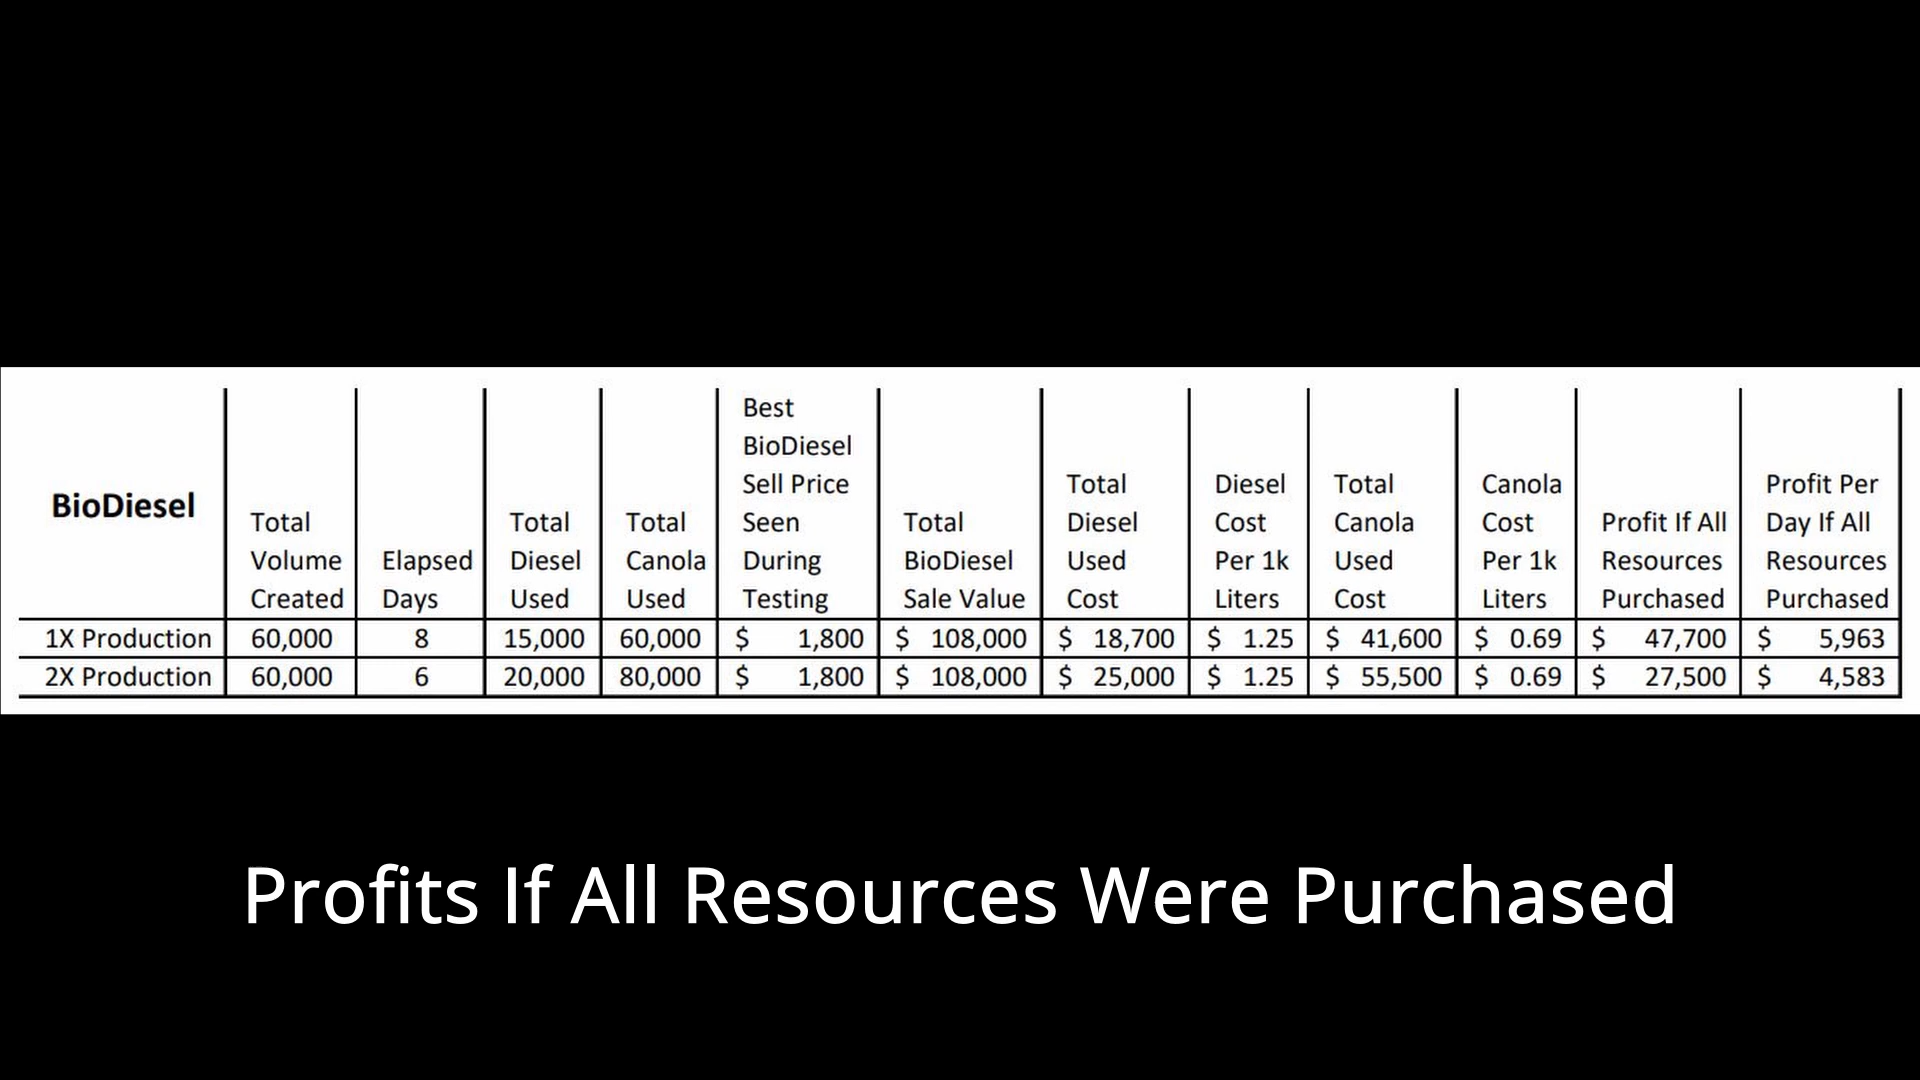 BioDiesel
Total
Volume
Created
Elapsed
Days
Total
Diesel
Used
Total
Canola
Used
Best
BioDiesel
Sell Price
Seen
During
Testing
Total
BioDiesel
Sale Value
Total
Diesel
Used
Cost
Diesel
Cost
Per 1k
Liters
Total
Canola
Used
Cost
Canola
Cost
Per 1k
Liters
Profit If All
Resources
Purchased
Profit Per
Day If All
Resources
Purchased
1X Production 60,000 8 15,000 60,000 $ 1,800 $ 108,000 $ 18,700 $ 1.25 $ 41,600 $ 0.69 $ 47,700 $ 5,963
2X Production 60,000 6 20,000 80,000 $ 1,800 $ 108,000 $ 25,000 $ 1.25 $ 55,500 $ 0.69 $ 27,500 $ 4,583
Profits If All Resources Were Purchased